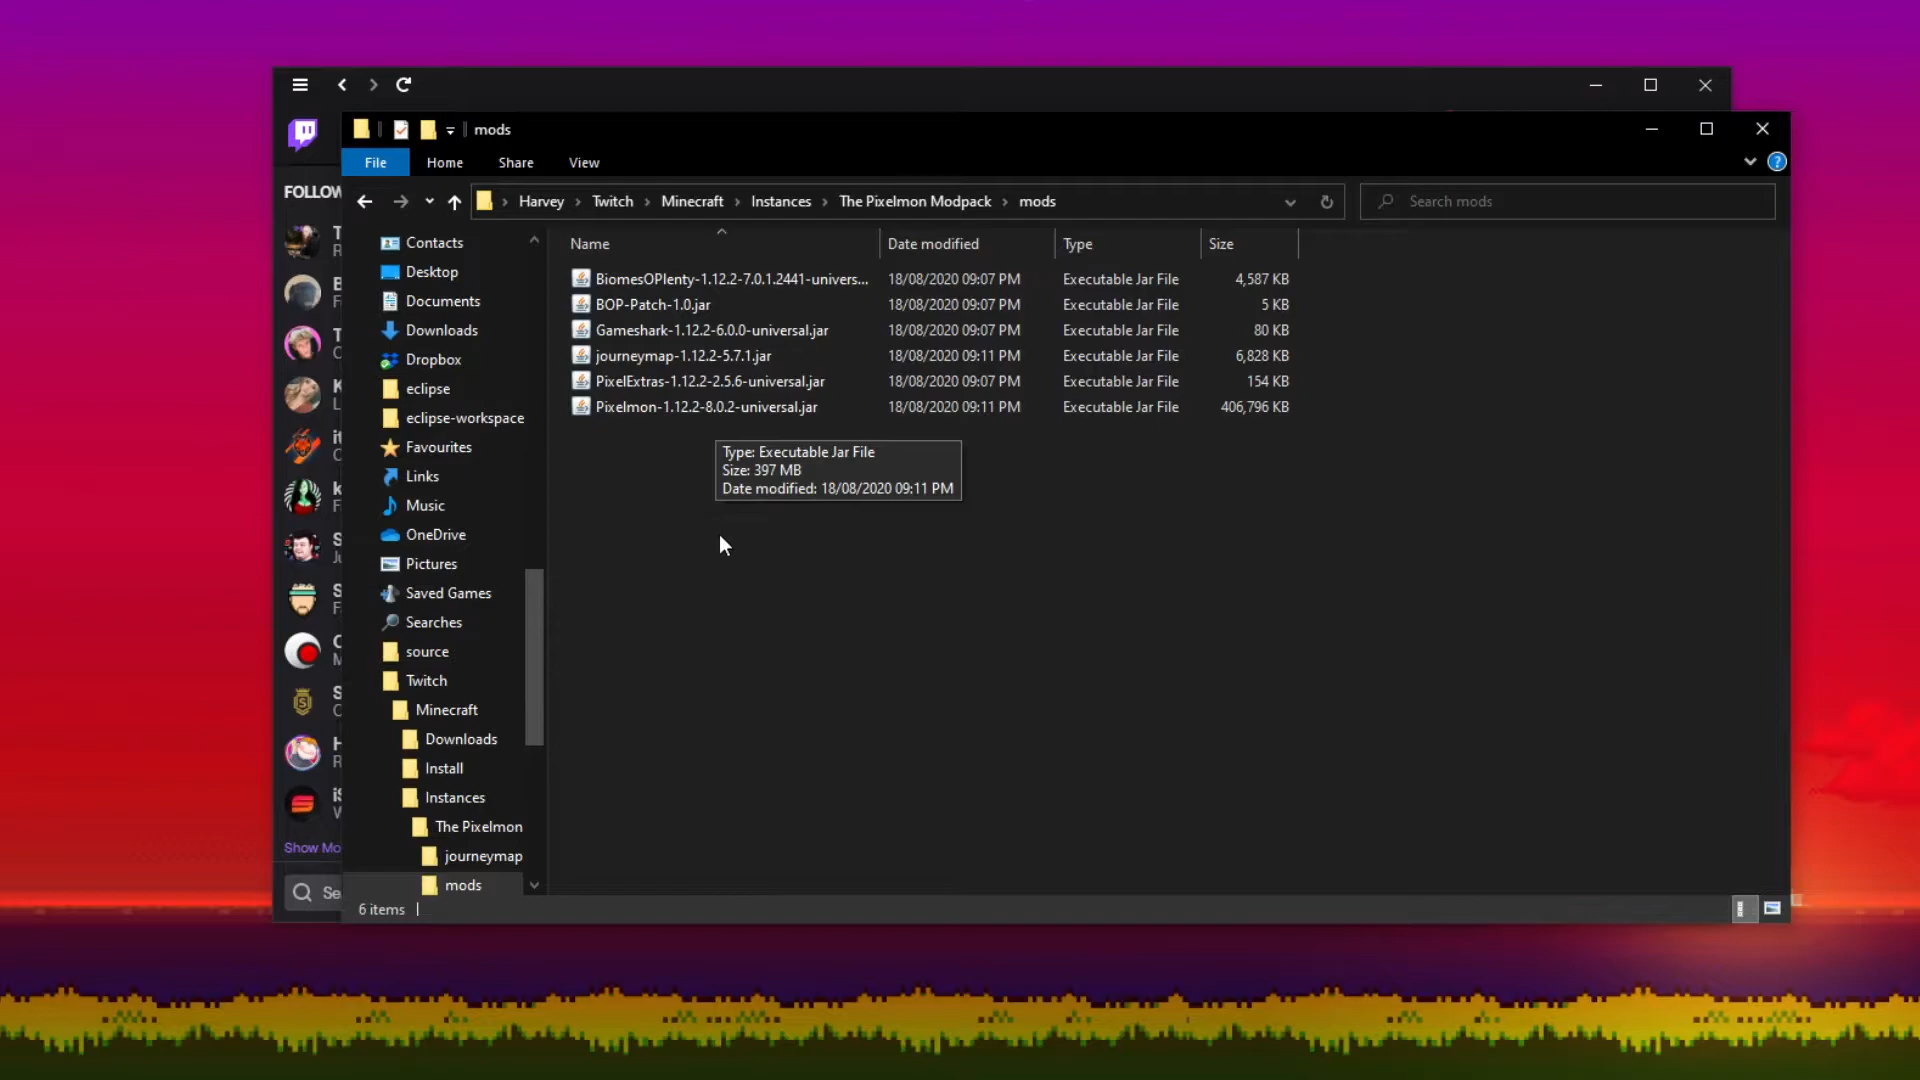 mods
File Home Share View
Harvey Twitch Minecraft Instances The Pixelmon Modpack mods
Search mods
FOLLOW
Contacts
Desktop
Documents
Downloads
Dropbox
eclipse
eclipse-workspace
Favourites
Links
Music
OneDrive
Pictures
Saved Games
Searches
source
Twitch
Minecraft
Downloads
Install
Instances
The Pixelmon
journeymap
mods
Name Date modified Type Size
BiomesOPlenty-1.12.2-7.0.1.2441-univers... 18/08/2020 09:07 PM Executable Jar File 4,587 KB
BOP-Patch-1.0.jar 18/08/2020 09:07 PM Executable Jar File 5 KB
Gameshark-1.12.2-6.0.0-universal.jar 18/08/2020 09:07 PM Executable Jar File 80 KB
journeymap-1.12.2-5.7.1.jar 18/08/2020 09:11 PM Executable Jar File 6,828 KB
PixelExtras-1.12.2-2.5.6-universal.jar 18/08/2020 09:07 PM Executable Jar File 154 KB
Pixelmon-1.12.2-8.0.2-universal.jar 18/08/2020 09:11 PM Executable Jar File 406,796 KB
Type: Executable Jar File
Size: 397 MB
Date modified: 18/08/2020 09:11 PM
Show Mo
Se
6 items